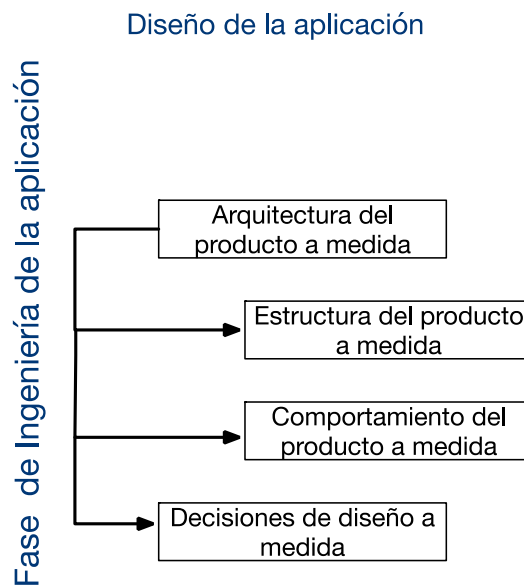 Diseño de la aplicación
Fase de Ingeniería de la aplicación
Arquitectura del
producto a medida
Estructura del producto
a medida
Comportamiento del
producto a medida
Decisiones de diseño a
medida